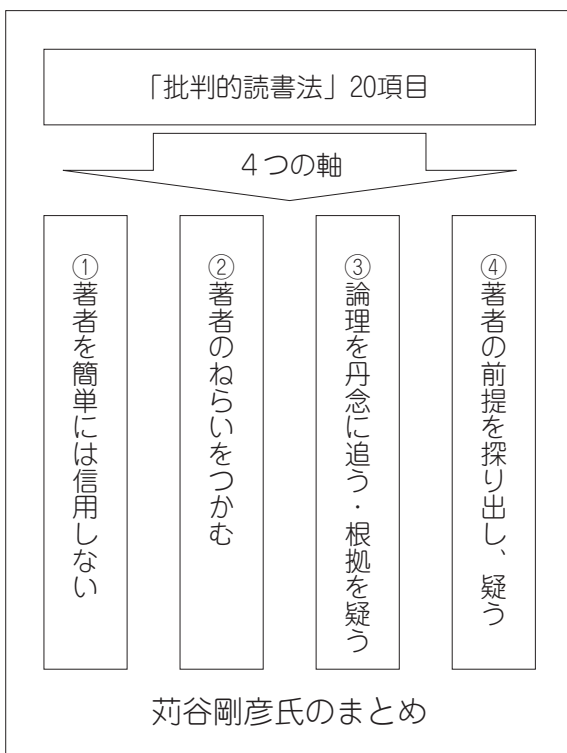 「批判的読書法」20項目
4つの軸
①著者を簡単には信用しない
②著者のねらいをつかむ
③論理を丹念に追う・根拠を疑う
④著者の前提を探り出し、疑う
苅谷剛彦氏のまとめ